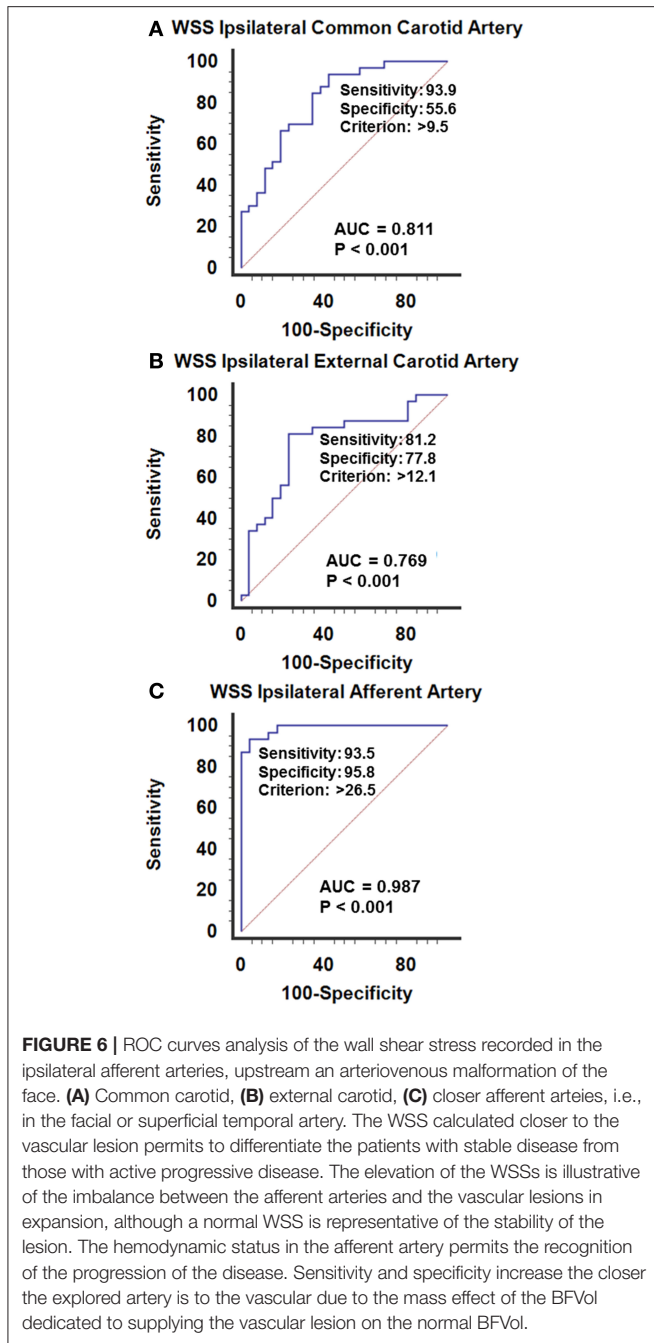 A WSS Ipsilateral Common Carotid Artery
100
80
60
40
20
0
Sensitivity
Sensitivity: 93.9
Specificity: 55.6
Criterion: >9.5
AUC = 0.811
P < 0.001
0 40 80
100-Specificity
B WSS Ipsilateral External Carotid Artery
100
80
60
40
20
0
Sensitivity
Sensitivity: 81.2
Specificity: 77.8
Criterion: >12.1
AUC = 0.769
P < 0.001
0 40 80
100-Specificity
C WSS Ipsilateral Afferent Artery
100
80
60
40
20
0
Sensitivity
Sensitivity: 93.5
Specificity: 95.8
Criterion: >26.5
AUC = 0.987
P < 0.001
0 40 80
100-Specificity
FIGURE 6 | ROC curves analysis of the wall shear stress recorded in the
ipsilateral afferent arteries, upstream an arteriovenous malformation of the
face. (A) Common carotid, (B) external carotid, (C) closer afferent arteies, i.e.,
in the facial or superficial temporal artery. The WSS calculated closer to the
vascular lesion permits to differentiate the patients with stable disease from
those with active progressive disease. The elevation of the WSSs is illustrative
of the imbalance between the afferent arteries and the vascular lesions in
expansion, although a normal WSS is representative of the stability of the
lesion. The hemodynamic status in the afferent artery permits the recognition
of the progression of the disease. Sensitivity and specificity increase the closer
the explored artery is to the vascular due to the mass effect of the BFVol
dedicated to supplying the vascular lesion on the normal BFVol.